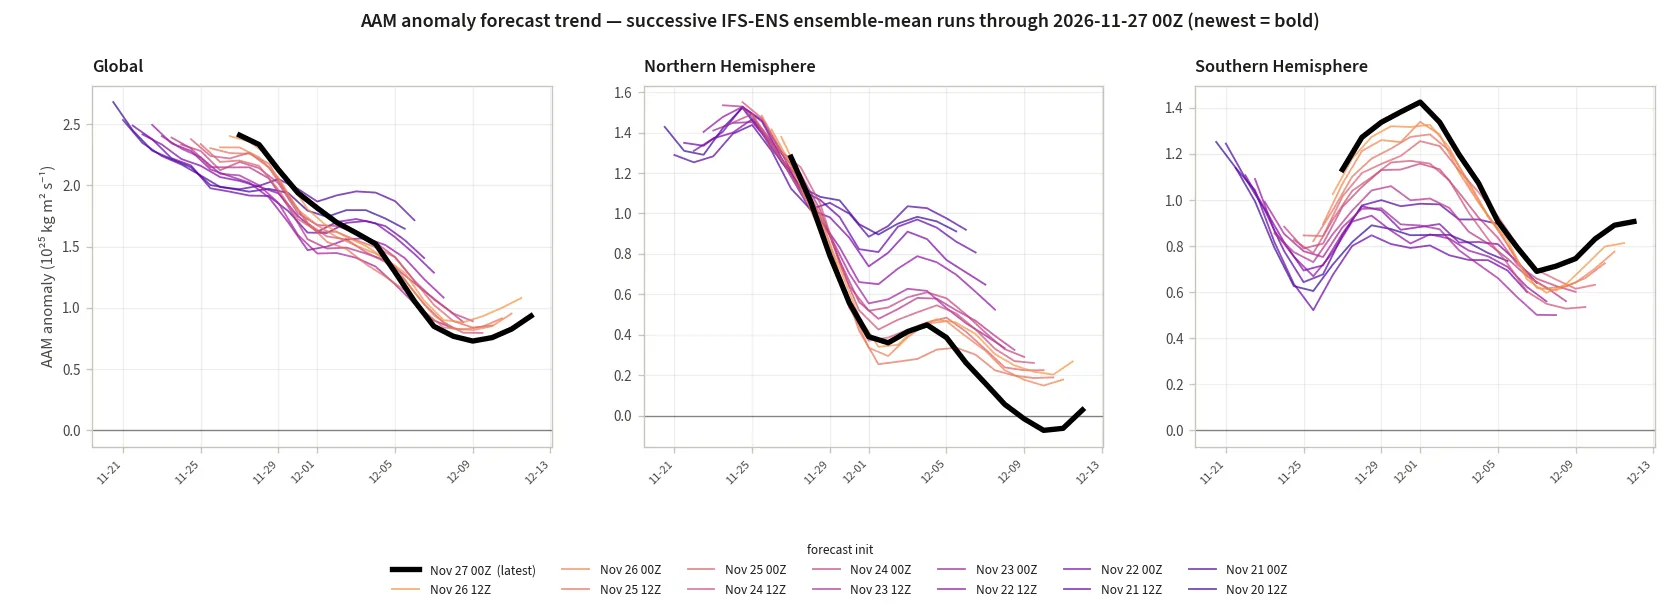 AAM anomaly forecast trend — successive IFS-ENS ensemble-mean runs through 2026-11-27 00Z (newest = bold)
Global
AAM anomaly (10²⁵ kg m² s⁻¹)
2.5
2.0
1.5
1.0
0.5
0.0
11-21
11-25
11-29
12-01
12-05
12-09
12-13
Northern Hemisphere
1.6
1.4
1.2
1.0
0.8
0.6
0.4
0.2
0.0
11-21
11-25
11-29
12-01
12-05
12-09
12-13
Southern Hemisphere
1.4
1.2
1.0
0.8
0.6
0.4
0.2
0.0
11-21
11-25
11-29
12-01
12-05
12-09
12-13
forecast init
Nov 27 00Z (latest)
Nov 26 12Z
Nov 26 00Z
Nov 25 12Z
Nov 25 00Z
Nov 24 12Z
Nov 24 00Z
Nov 23 12Z
Nov 23 00Z
Nov 22 12Z
Nov 22 00Z
Nov 21 12Z
Nov 21 00Z
Nov 20 12Z